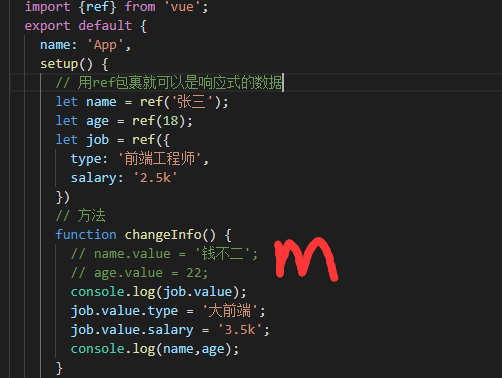 import {ref} from 'vue';
export default {
  name: 'App',
  setup() {
    // 用ref包裹就可以是响应式的数据
    let name = ref('张三');
    let age = ref(18);
    let job = ref({
      type: '前端工程师',
      salary: '2.5k'
    })
    // 方法
    function changeInfo() {
      // name.value = '钱不二';
      // age.value = 22;
      console.log(job.value);
      job.value.type = '大前端';
      job.value.salary = '3.5k';
      console.log(name,age);
    }
m